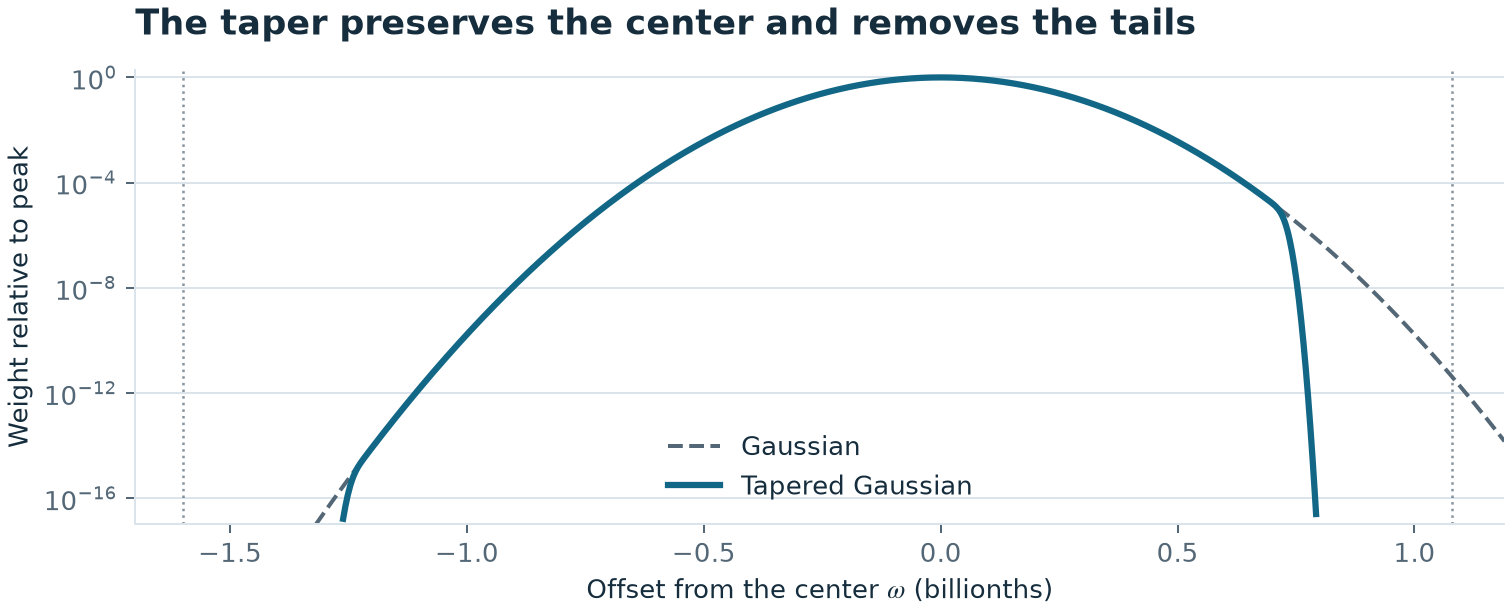 The taper preserves the center and removes the tails
Weight relative to peak
10⁰
10⁻⁴
10⁻⁸
10⁻¹²
10⁻¹⁶
Gaussian
Tapered Gaussian
−1.5 −1.0 −0.5 0.0 0.5 1.0
Offset from the center ω (billionths)